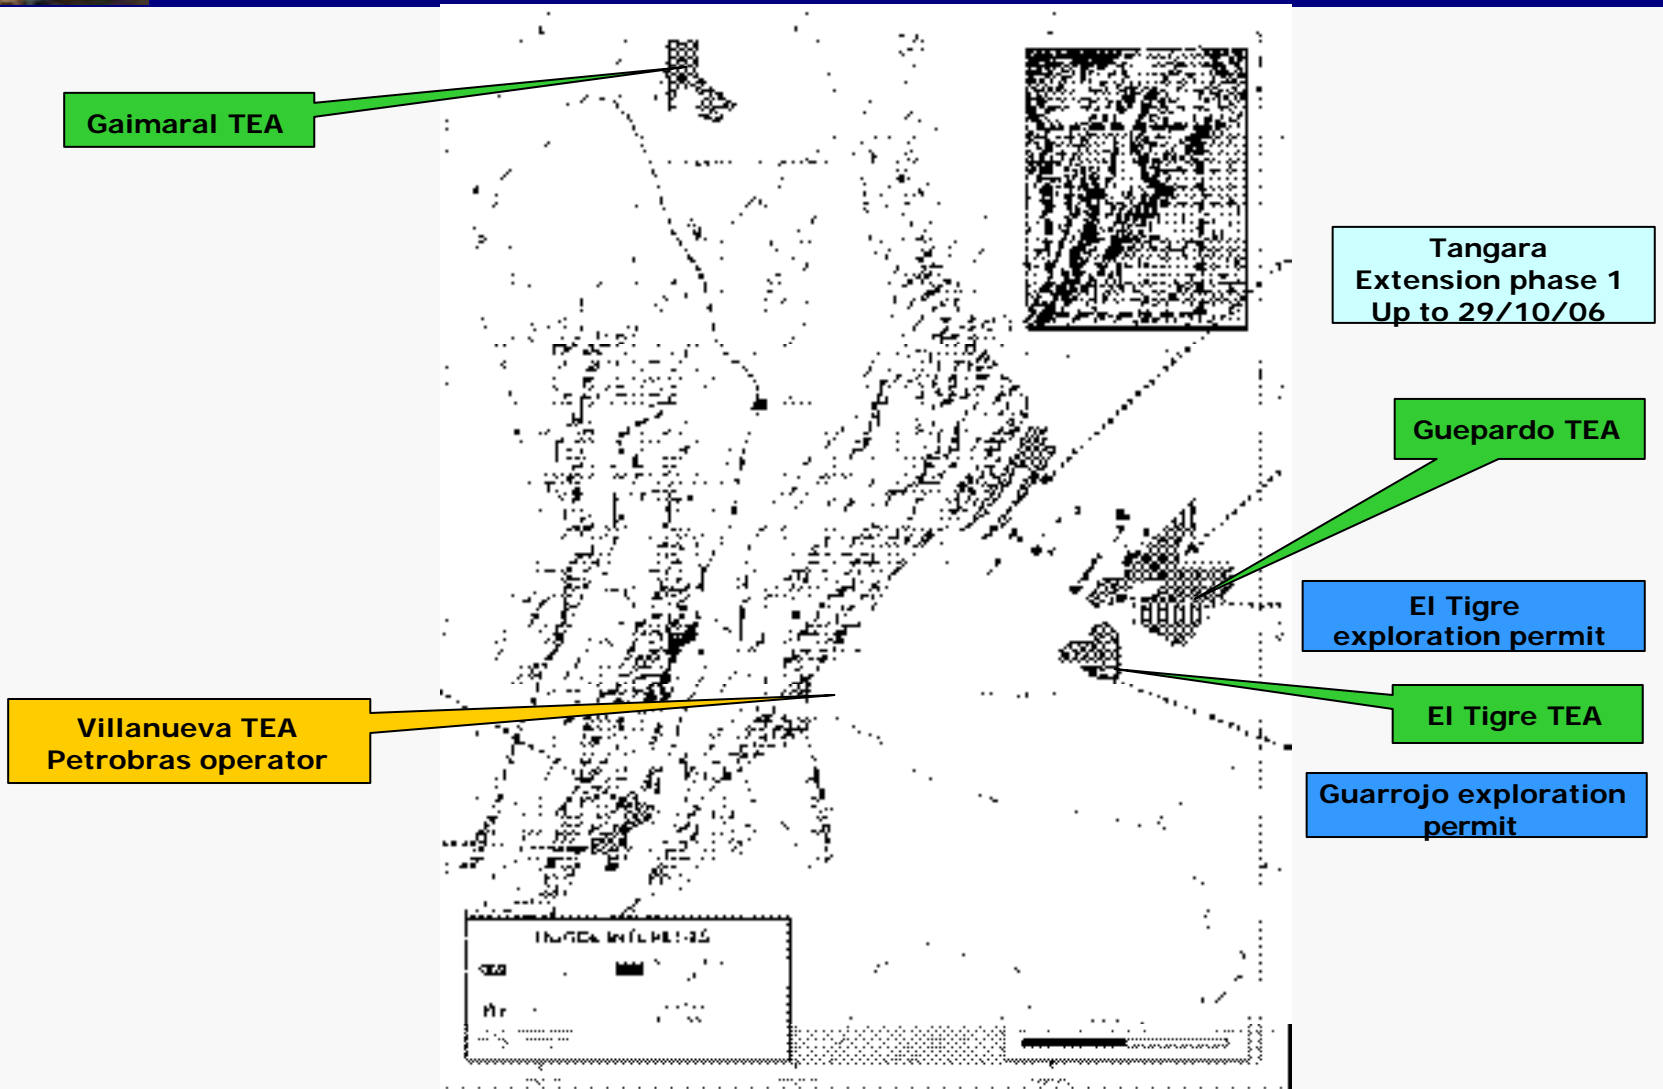 Gaimaral TEA
Tangara
Extension phase 1
Up to 29/10/06
Guepardo TEA
El Tigre
exploration permit
El Tigre TEA
Villanueva TEA
Petrobras operator
Guarrojo exploration
permit